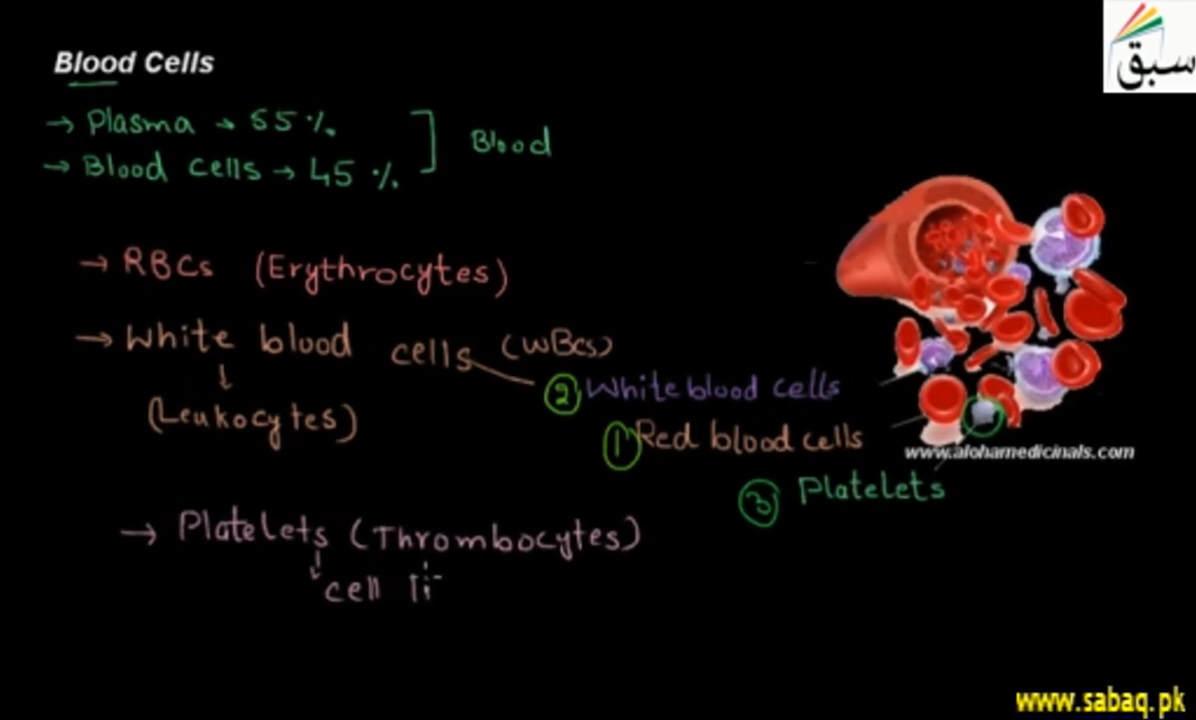 سبق
Blood Cells
→ Plasma → 55 %
→ Blood cells → 45 %
Blood
→ RBCs (Erythrocytes)
→ White blood cells (WBCs)
(Leukocytes)
② White blood cells
① Red blood cells
www.alohamedicinals.com
③ Platelets
→ Platelets (Thrombocytes)
cell
www.sabaq.pk